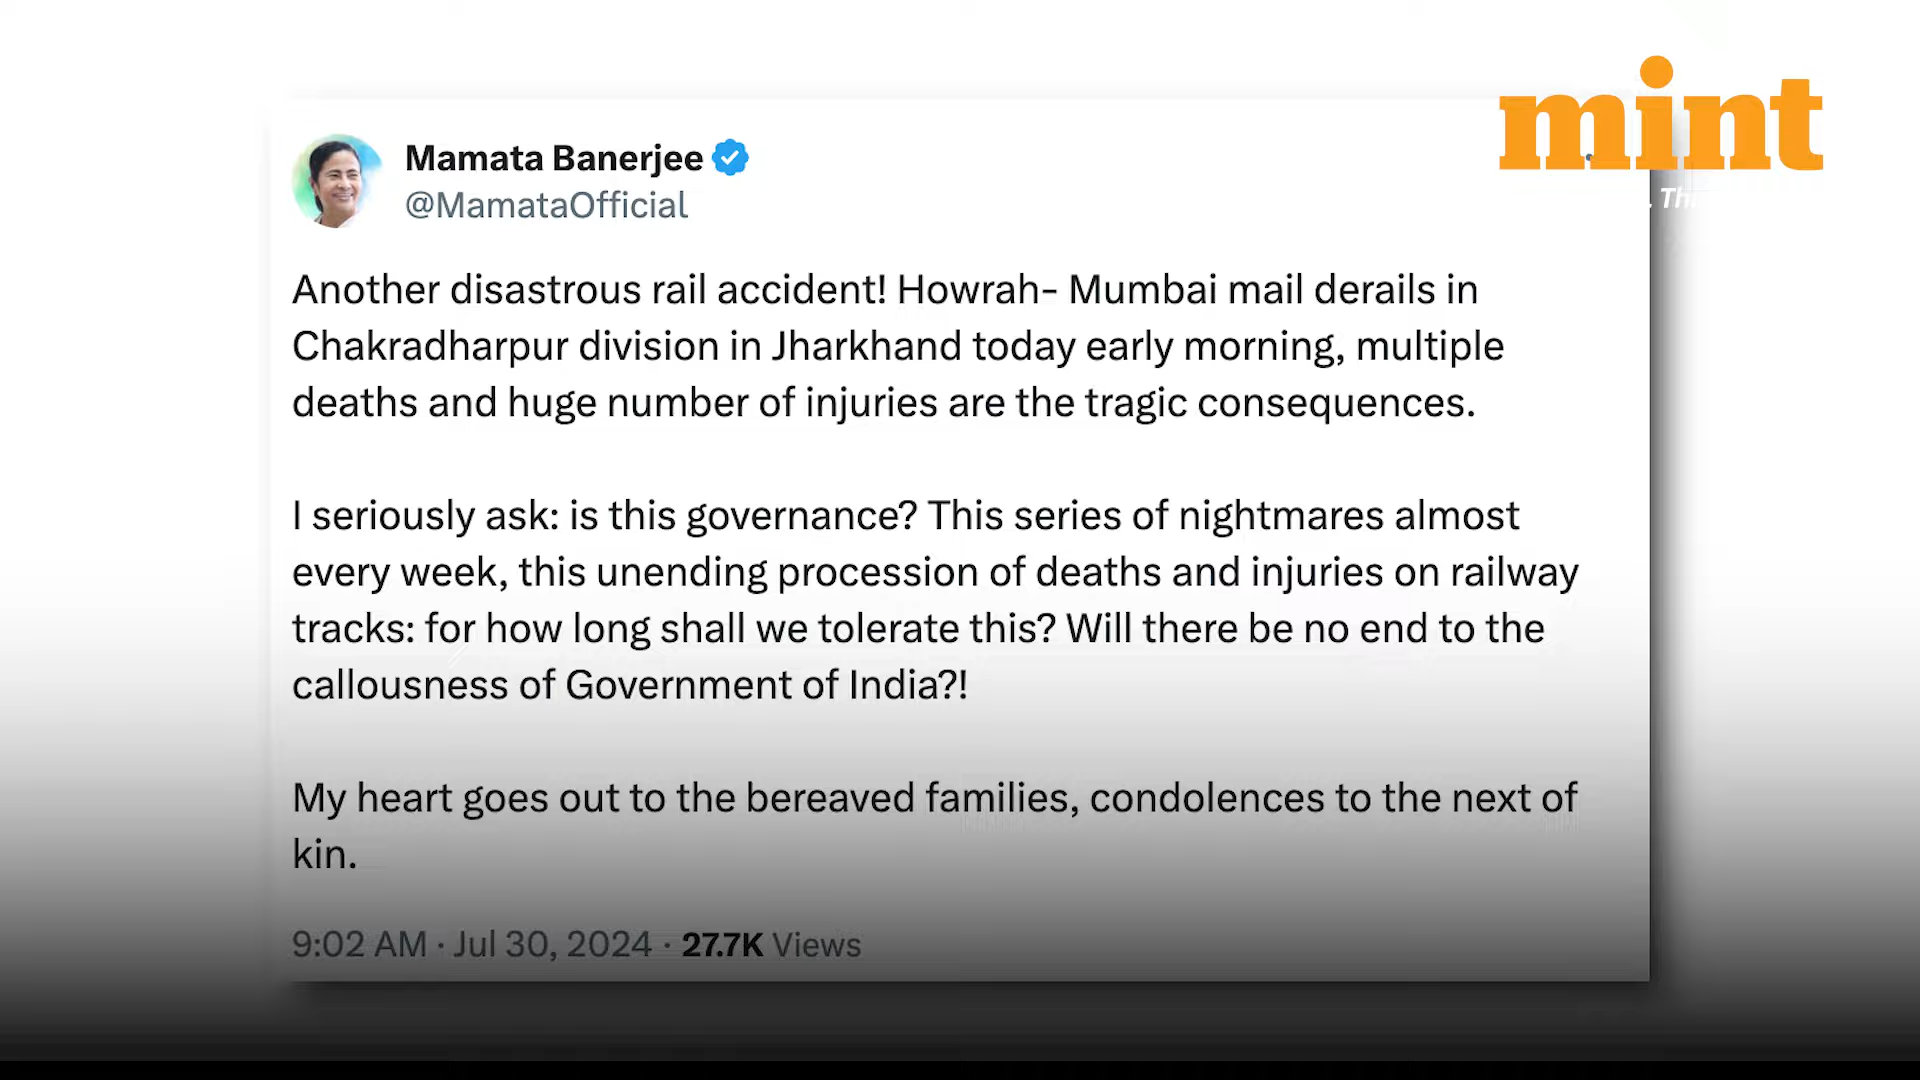 mint
Mamata Banerjee
@MamataOfficial
Another disastrous rail accident! Howrah- Mumbai mail derails in
Chakradharpur division in Jharkhand today early morning, multiple
deaths and huge number of injuries are the tragic consequences.
I seriously ask: is this governance? This series of nightmares almost
every week, this unending procession of deaths and injuries on railway
tracks: for how long shall we tolerate this? Will there be no end to the
callousness of Government of India?!
My heart goes out to the bereaved families, condolences to the next of
kin.
9:02 AM · Jul 30, 2024 · 27.7K Views